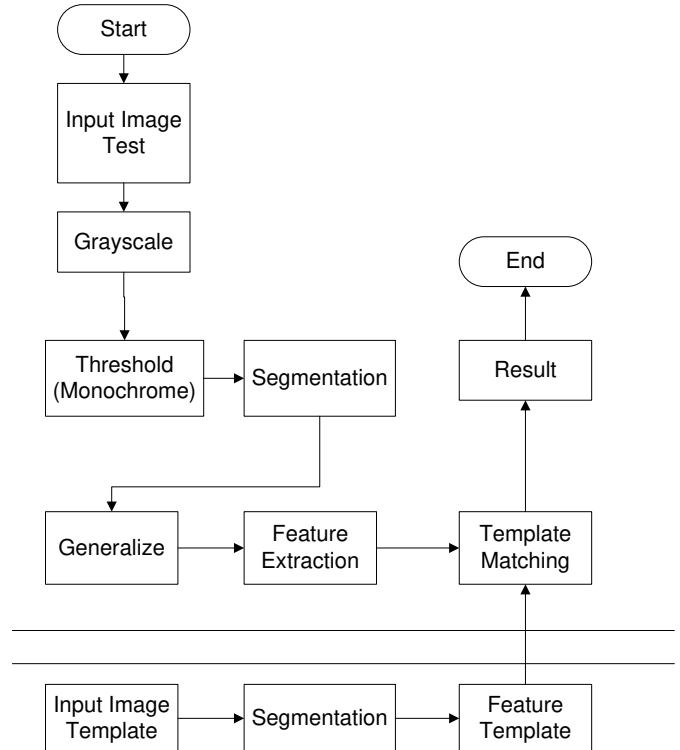 Start
Input Image
Test
Grayscale
End
Threshold
(Monochrome)
Segmentation
Result
Generalize
Feature
Extraction
Template
Matching
Input Image
Template
Segmentation
Feature
Template